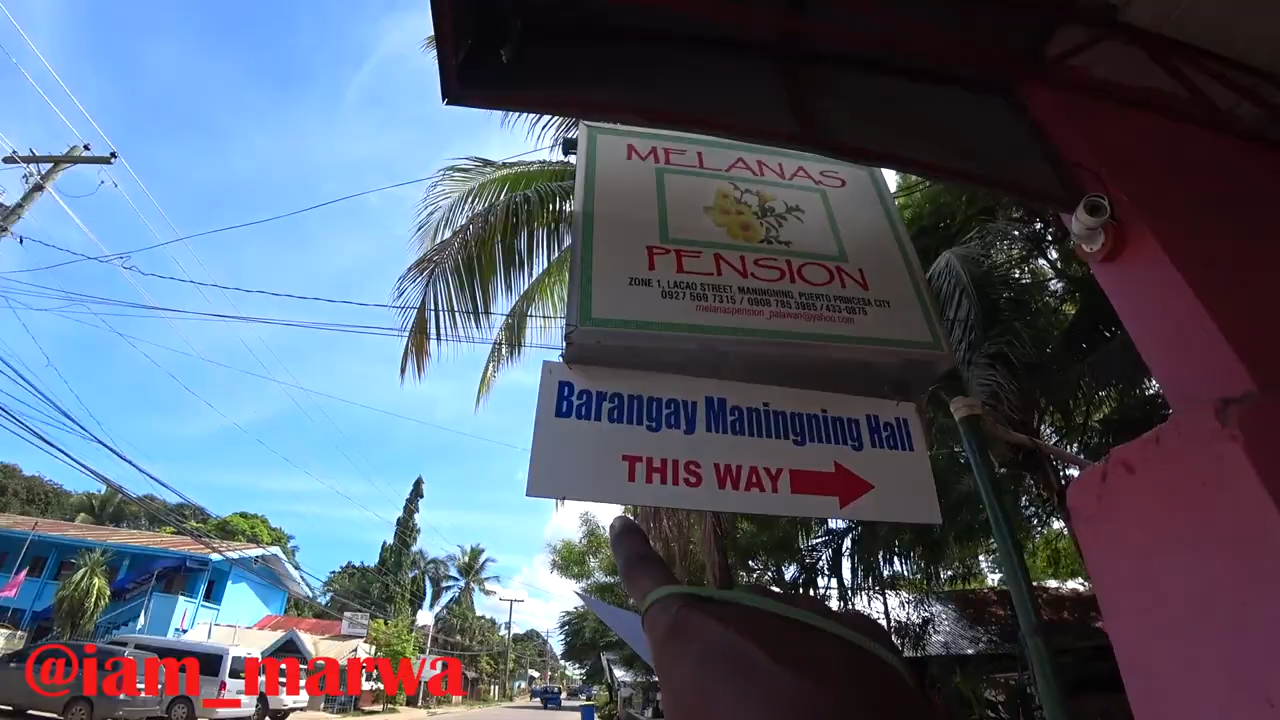 MELANAS
PENSION
ZONE 1, LACAO STREET, MANINGNING, PUERTO PRINCESA CITY
0927 569 7315 / 0908 785 3985 / 433-0875
melanaspension_palawan@yahoo.com
Barangay Maningning Hall
THIS WAY
@iam_marwa